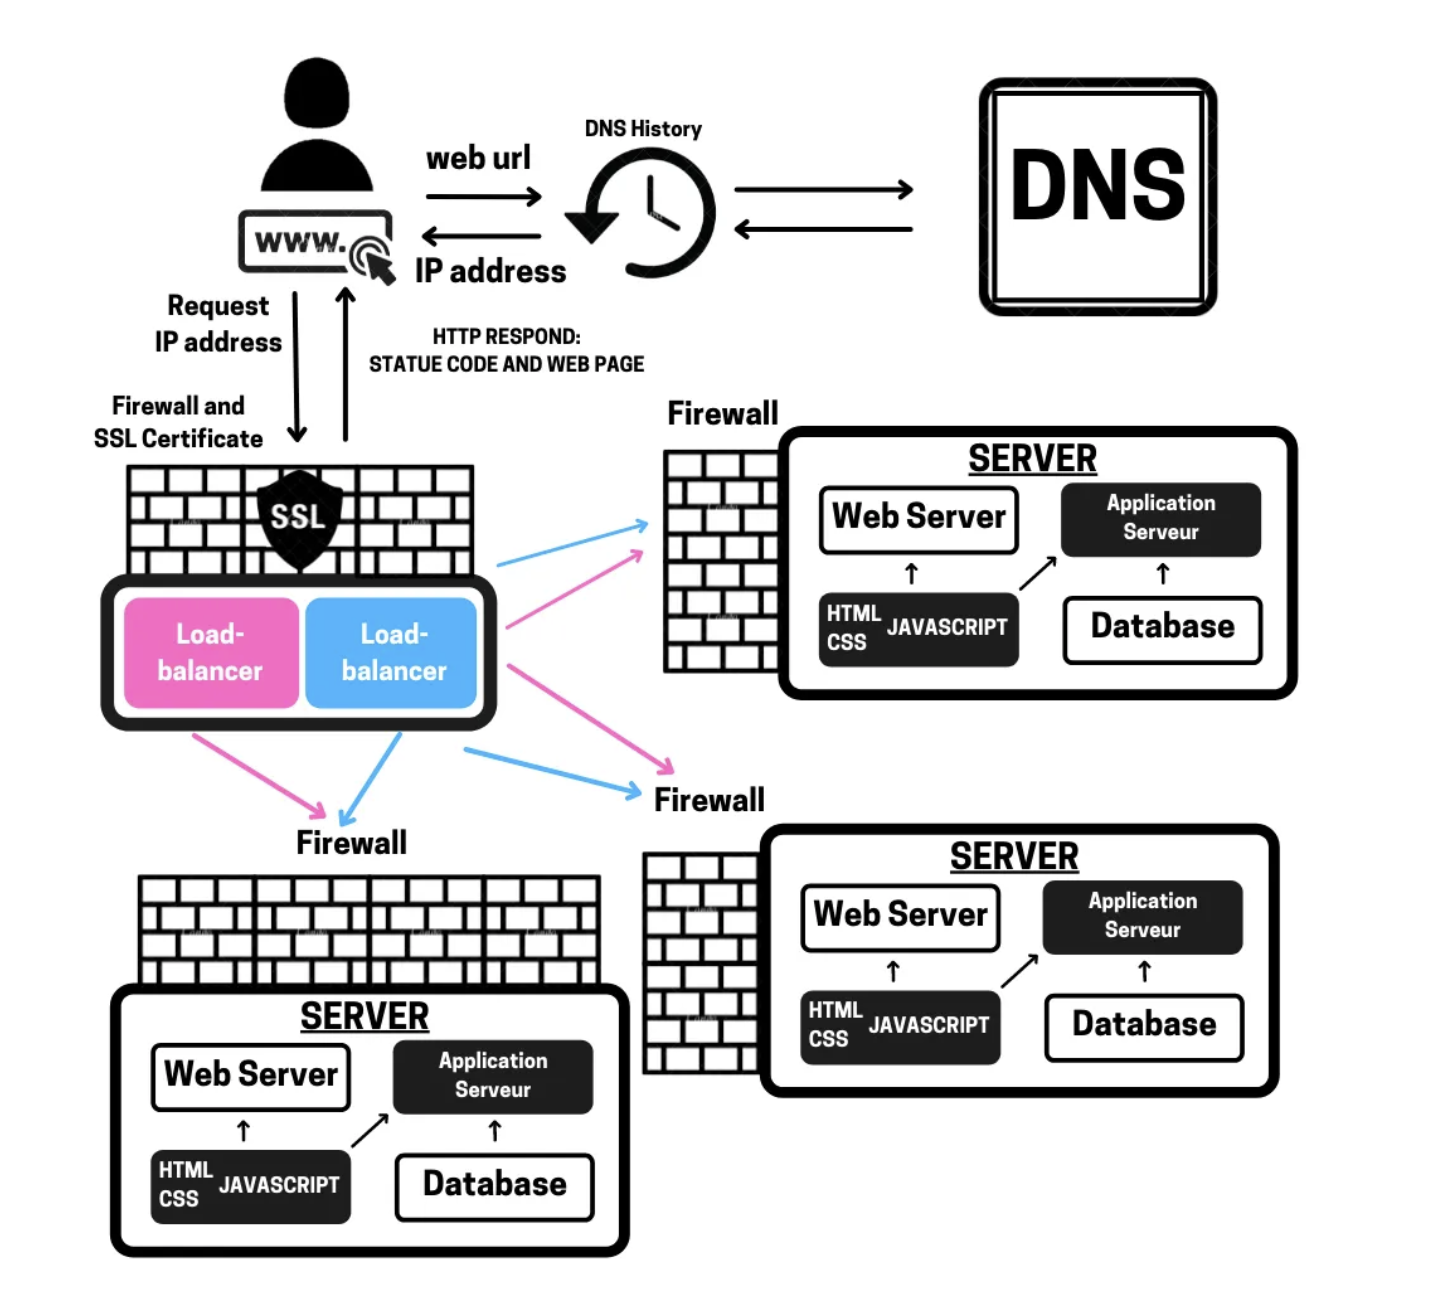 DNS History
web url
DNS
www.
IP address
Request
IP address
HTTP RESPOND:
STATUE CODE AND WEB PAGE
Firewall and
SSL Certificate
SSL
Load-
balancer
Load-
balancer
Firewall
SERVER
Web Server
Application
Serveur
HTML
CSS
JAVASCRIPT
Database
Firewall
SERVER
Web Server
Application
Serveur
HTML
CSS
JAVASCRIPT
Database
Firewall
SERVER
Web Server
Application
Serveur
HTML
CSS
JAVASCRIPT
Database